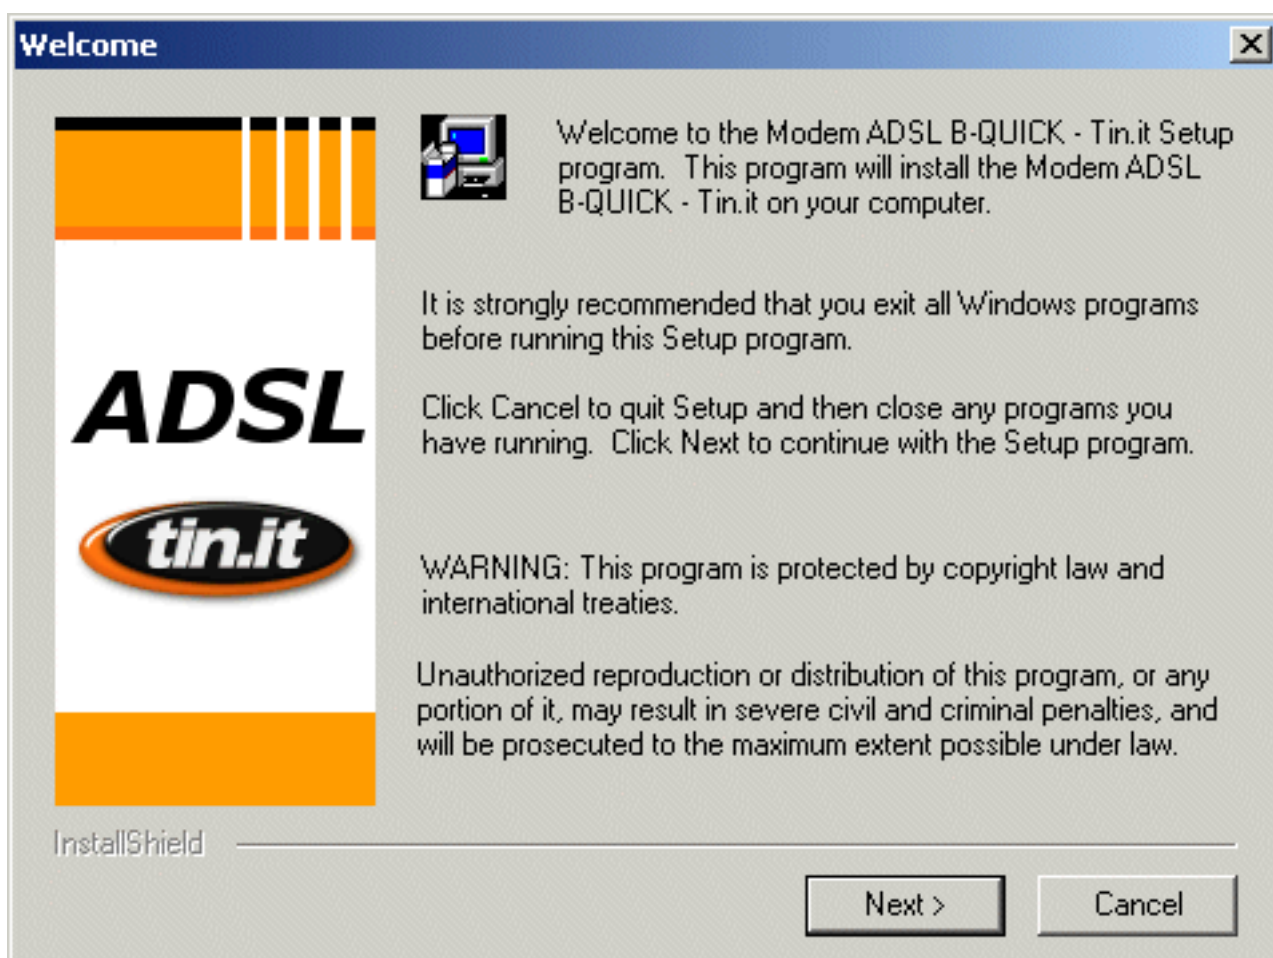 Welcome
Welcome to the Modem ADSL B-QUICK - Tin.it Setup
program.  This program will install the Modem ADSL
B-QUICK - Tin.it on your computer.
It is strongly recommended that you exit all Windows programs
before running this Setup program.
Click Cancel to quit Setup and then close any programs you
have running.  Click Next to continue with the Setup program.
WARNING: This program is protected by copyright law and
international treaties.
Unauthorized reproduction or distribution of this program, or any
portion of it, may result in severe civil and criminal penalties, and
will be prosecuted to the maximum extent possible under law.
ADSL
tin.it
InstallShield
Next >
Cancel